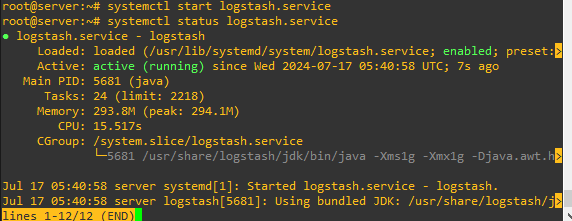 root@server:~# systemctl start logstash.service
root@server:~# systemctl status logstash.service
● logstash.service - logstash
Loaded: loaded (/usr/lib/systemd/system/logstash.service; enabled; preset:>
Active: active (running) since Wed 2024-07-17 05:40:58 UTC; 7s ago
Main PID: 5681 (java)
Tasks: 24 (limit: 2218)
Memory: 293.8M (peak: 294.1M)
CPU: 15.517s
CGroup: /system.slice/logstash.service
└─5681 /usr/share/logstash/jdk/bin/java -Xms1g -Xmx1g -Djava.awt.h>
Jul 17 05:40:58 server systemd[1]: Started logstash.service - logstash.
Jul 17 05:40:58 server logstash[5681]: Using bundled JDK: /usr/share/logstash/j>
lines 1-12/12 (END)